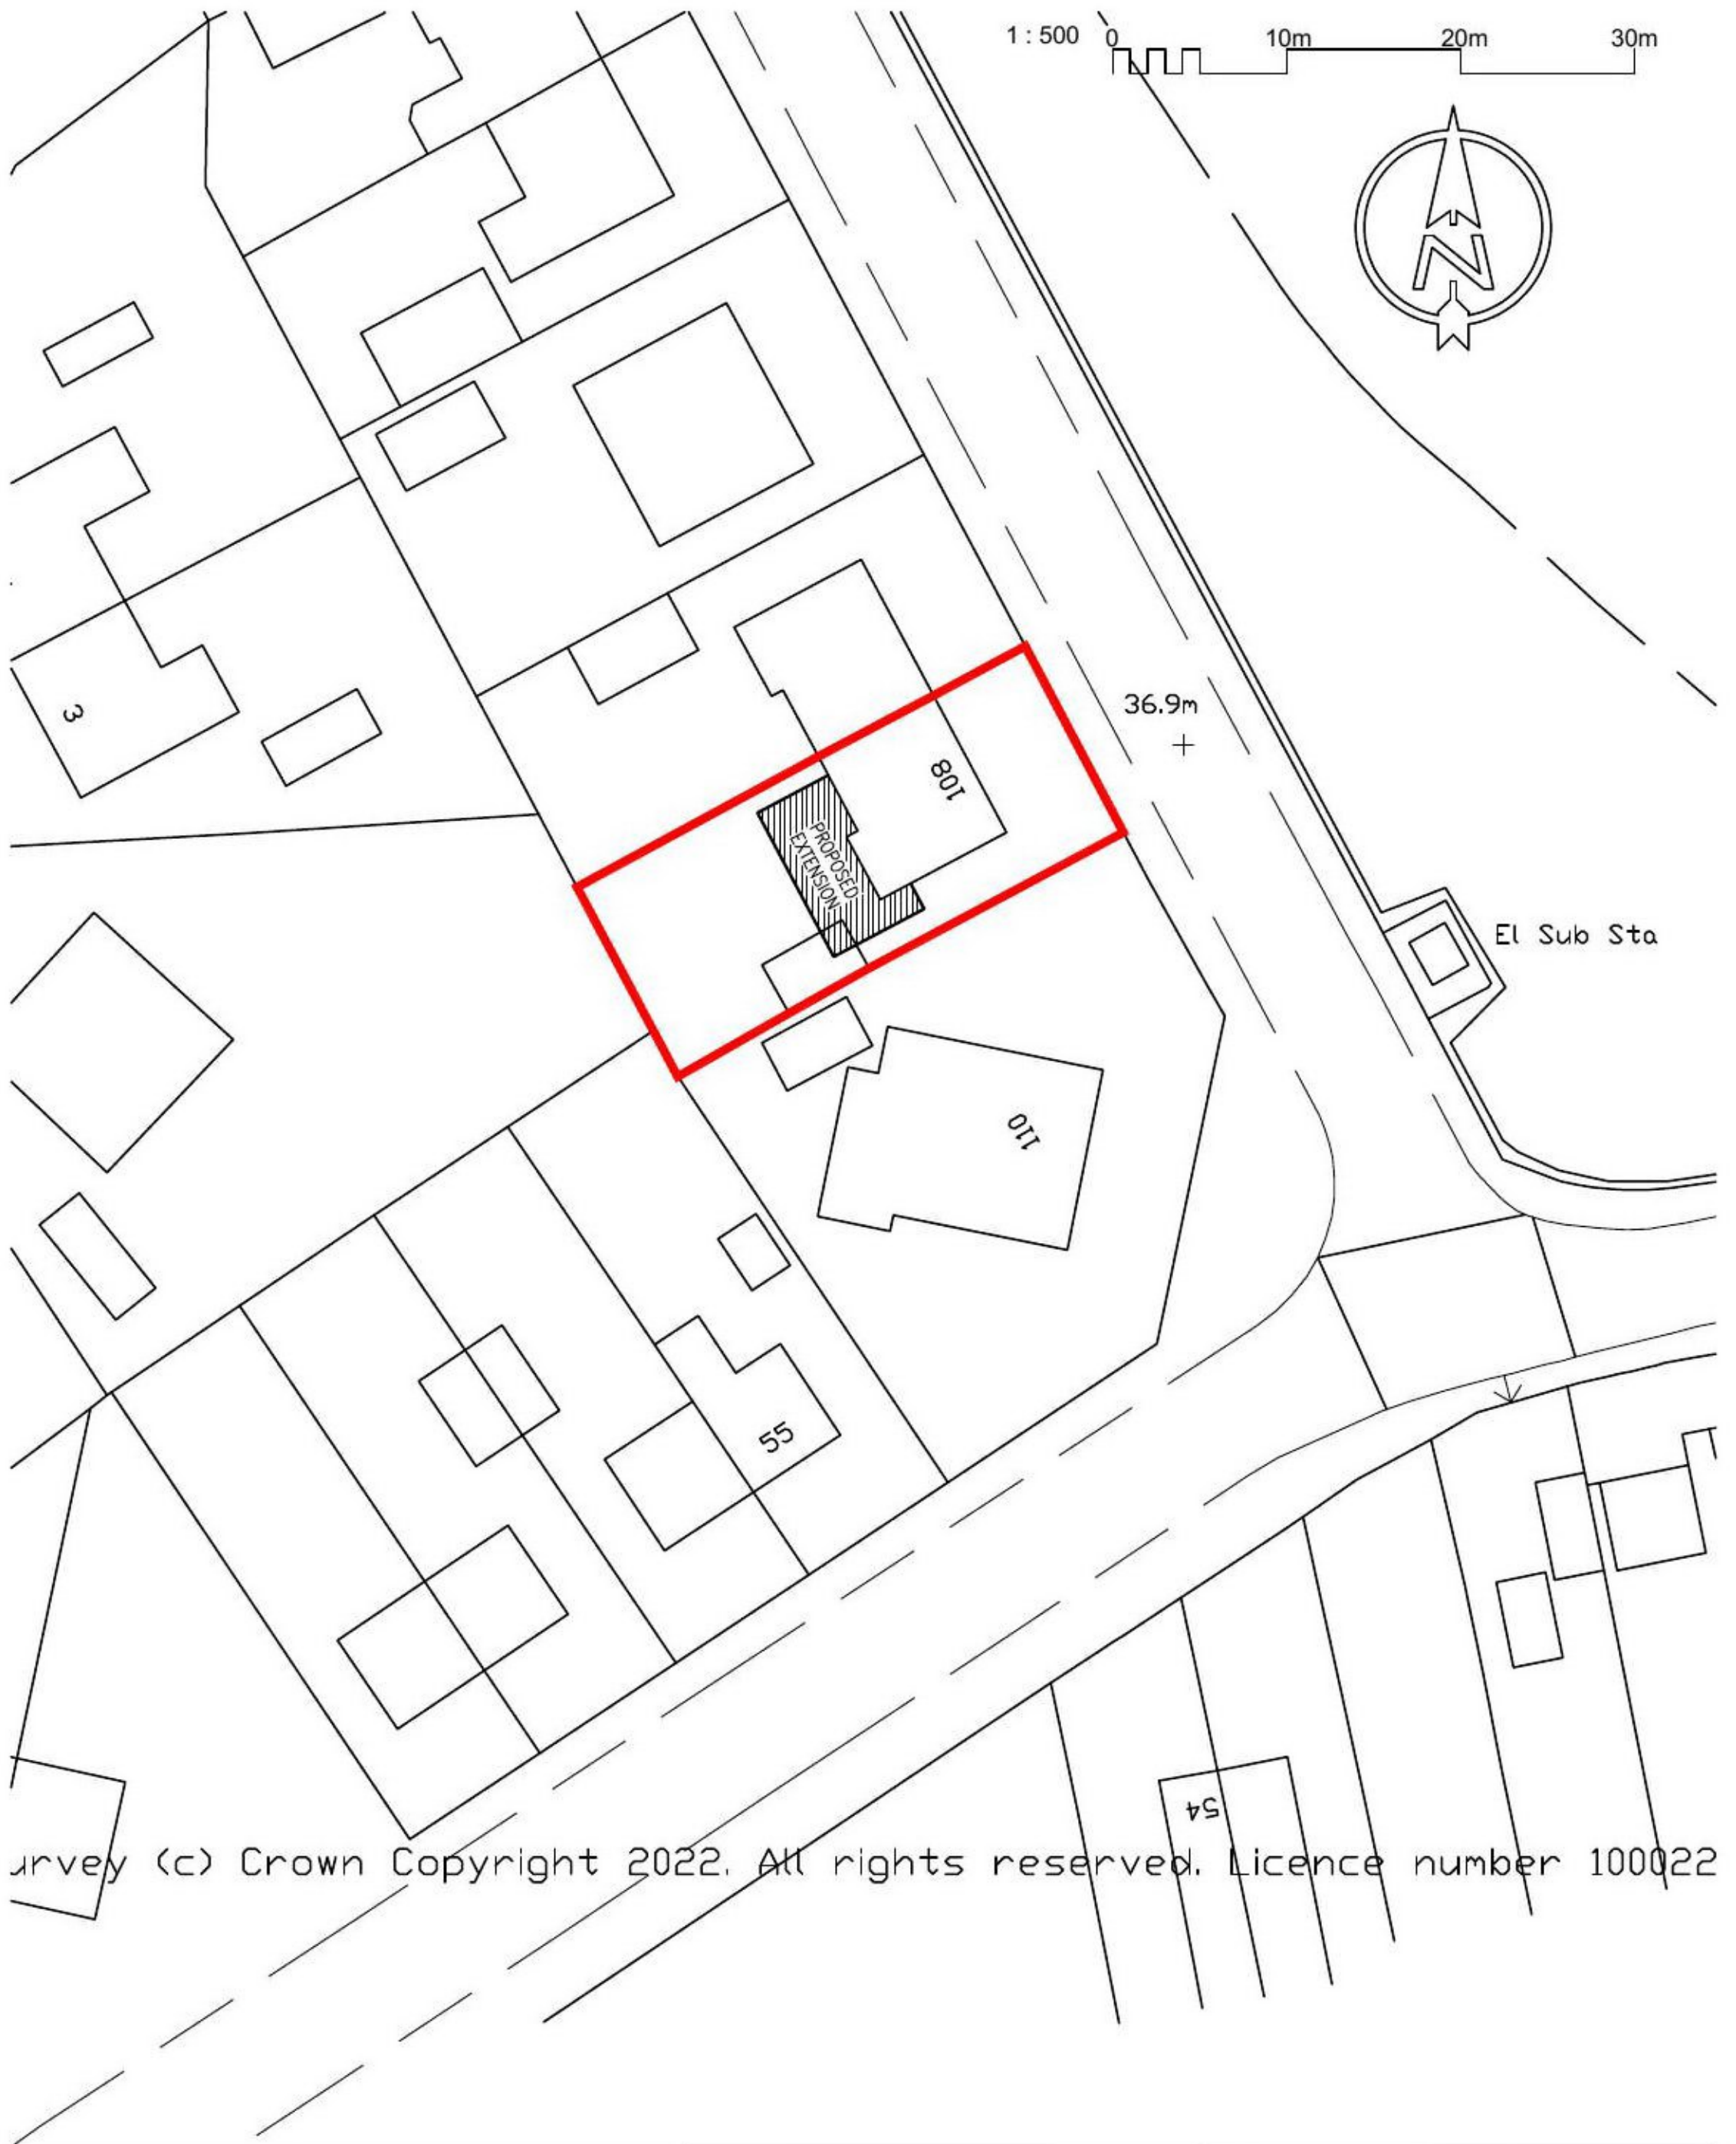 1 : 500 0 10m 20m 30m
N
3
36.9m
108
PROPOSED
EXTENSION
El Sub Sta
110
55
54
urvey (c) Crown Copyright 2022. All rights reserved. Licence number 100022